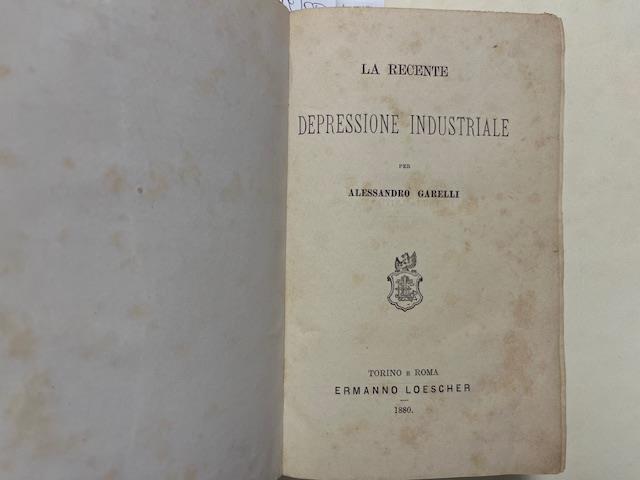 LA RECENTE
DEPRESSIONE INDUSTRIALE
PER
ALESSANDRO GARELLI
TORINO E ROMA
ERMANNO LOESCHER
1880.